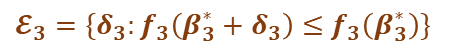 𝓔₃ = {δ₃: f₃(β₃* + δ₃) ≤ f₃(β₃*)}